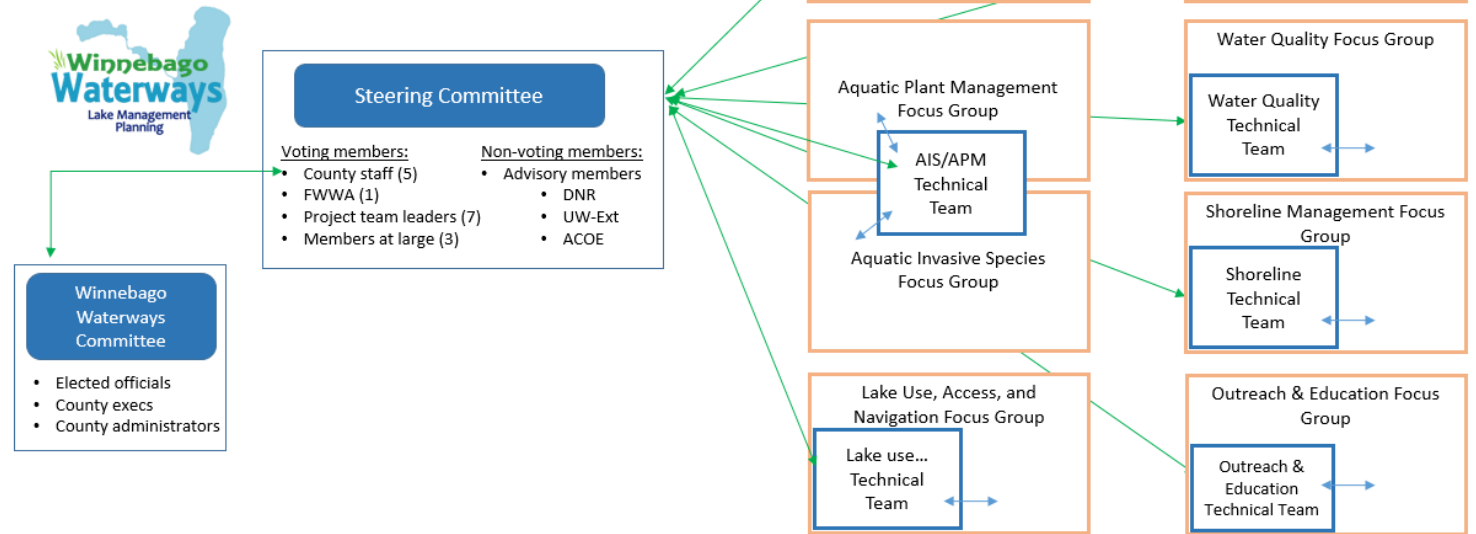 Winnebago
Waterways
Lake Management
Planning
Steering Committee
Voting members:
• County staff (5)
• FWWA (1)
• Project team leaders (7)
• Members at large (3)
Non-voting members:
• Advisory members
• DNR
• UW-Ext
• ACOE
Winnebago
Waterways
Committee
• Elected officials
• County execs
• County administrators
Aquatic Plant Management
Focus Group
AIS/APM
Technical
Team
Aquatic Invasive Species
Focus Group
Lake Use, Access, and
Navigation Focus Group
Lake use...
Technical
Team
Water Quality Focus Group
Water Quality
Technical
Team
Shoreline Management Focus
Group
Shoreline
Technical
Team
Outreach & Education Focus
Group
Outreach &
Education
Technical Team